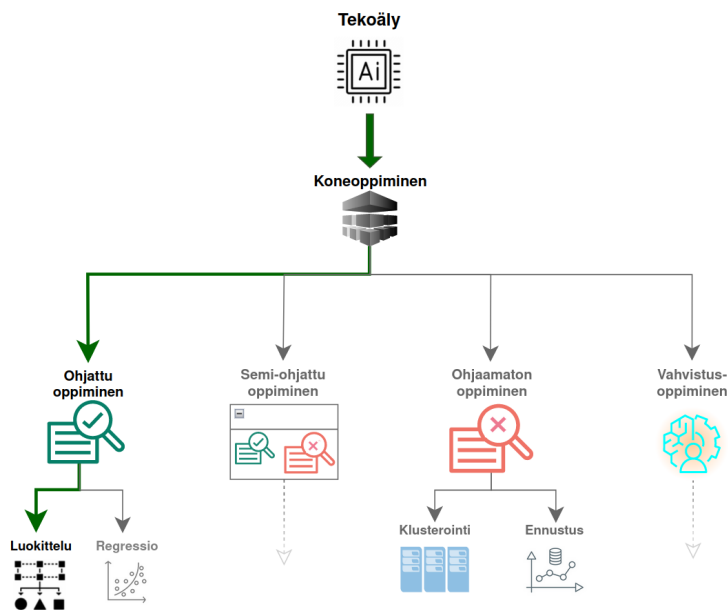 Tekoäly
Ai
Koneoppiminen
Ohjattu
oppiminen
Semi-ohjattu
oppiminen
Ohjaamaton
oppiminen
Vahvistus-
oppiminen
Luokittelu
Regressio
Klusterointi
Ennustus